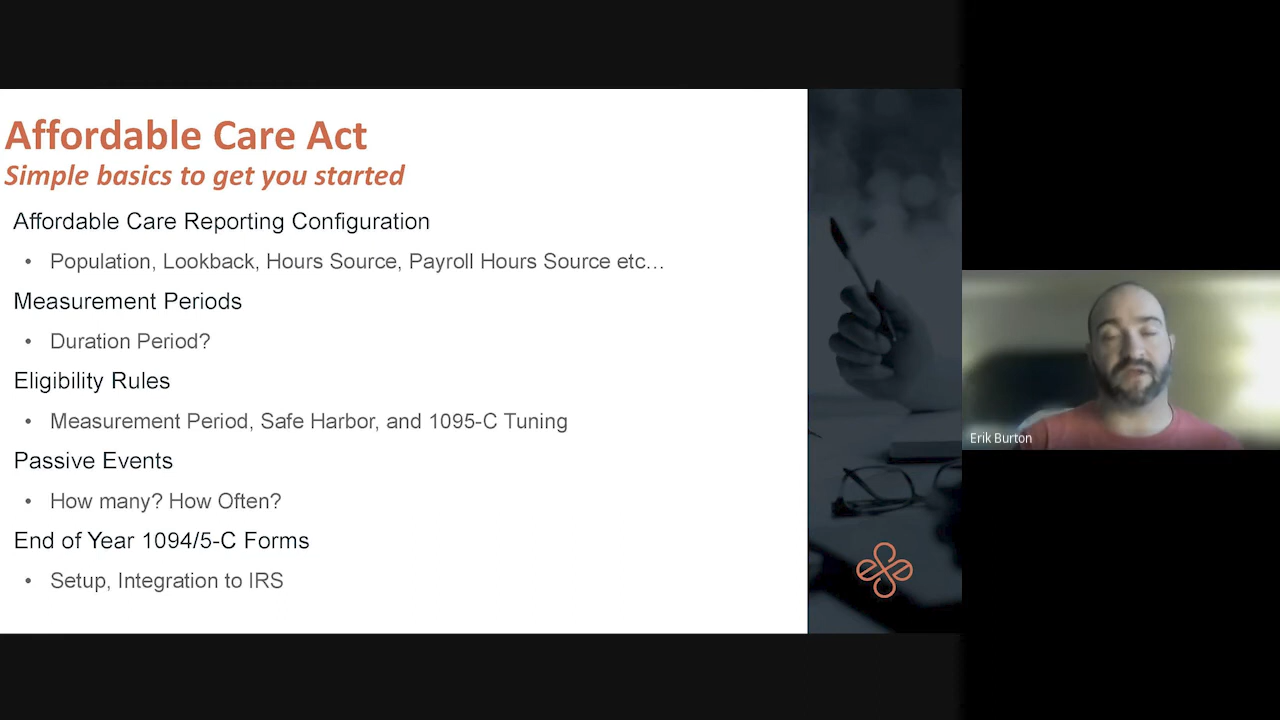 Affordable Care Act
Simple basics to get you started
Affordable Care Reporting Configuration
• Population, Lookback, Hours Source, Payroll Hours Source etc…
Measurement Periods
• Duration Period?
Eligibility Rules
• Measurement Period, Safe Harbor, and 1095-C Tuning
Passive Events
• How many? How Often?
End of Year 1094/5-C Forms
• Setup, Integration to IRS
Erik Burton